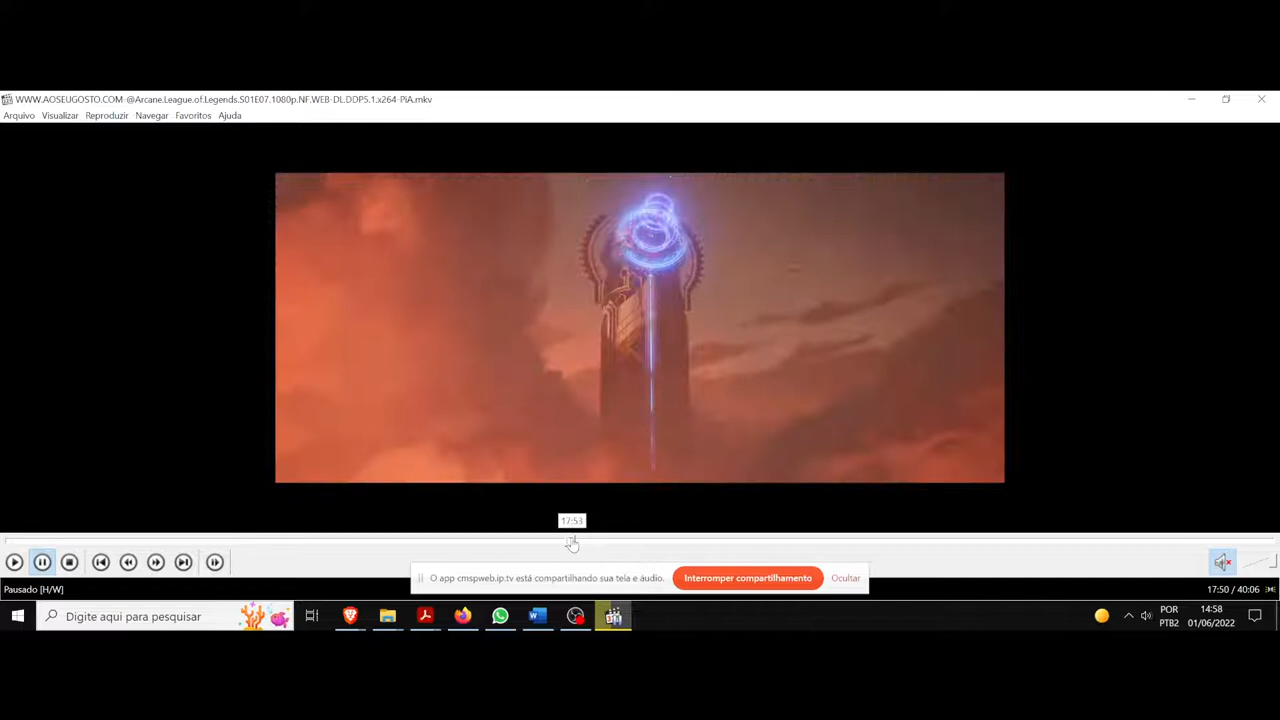 WWW.AOSEUGOSTO.COM -@Arcane.League.of.Legends.S01E07.1080p.NF.WEB-DL.DDP5.1.x264-PiA.mkv
Arquivo Visualizar Reproduzir Navegar Favoritos Ajuda
17:53
O app cmspweb.ip.tv está compartilhando sua tela e áudio. Interromper compartilhamento Ocultar
Pausado [H/W] 17:50 / 40:06
Digite aqui para pesquisar
POR 14:58
PTB2 01/06/2022